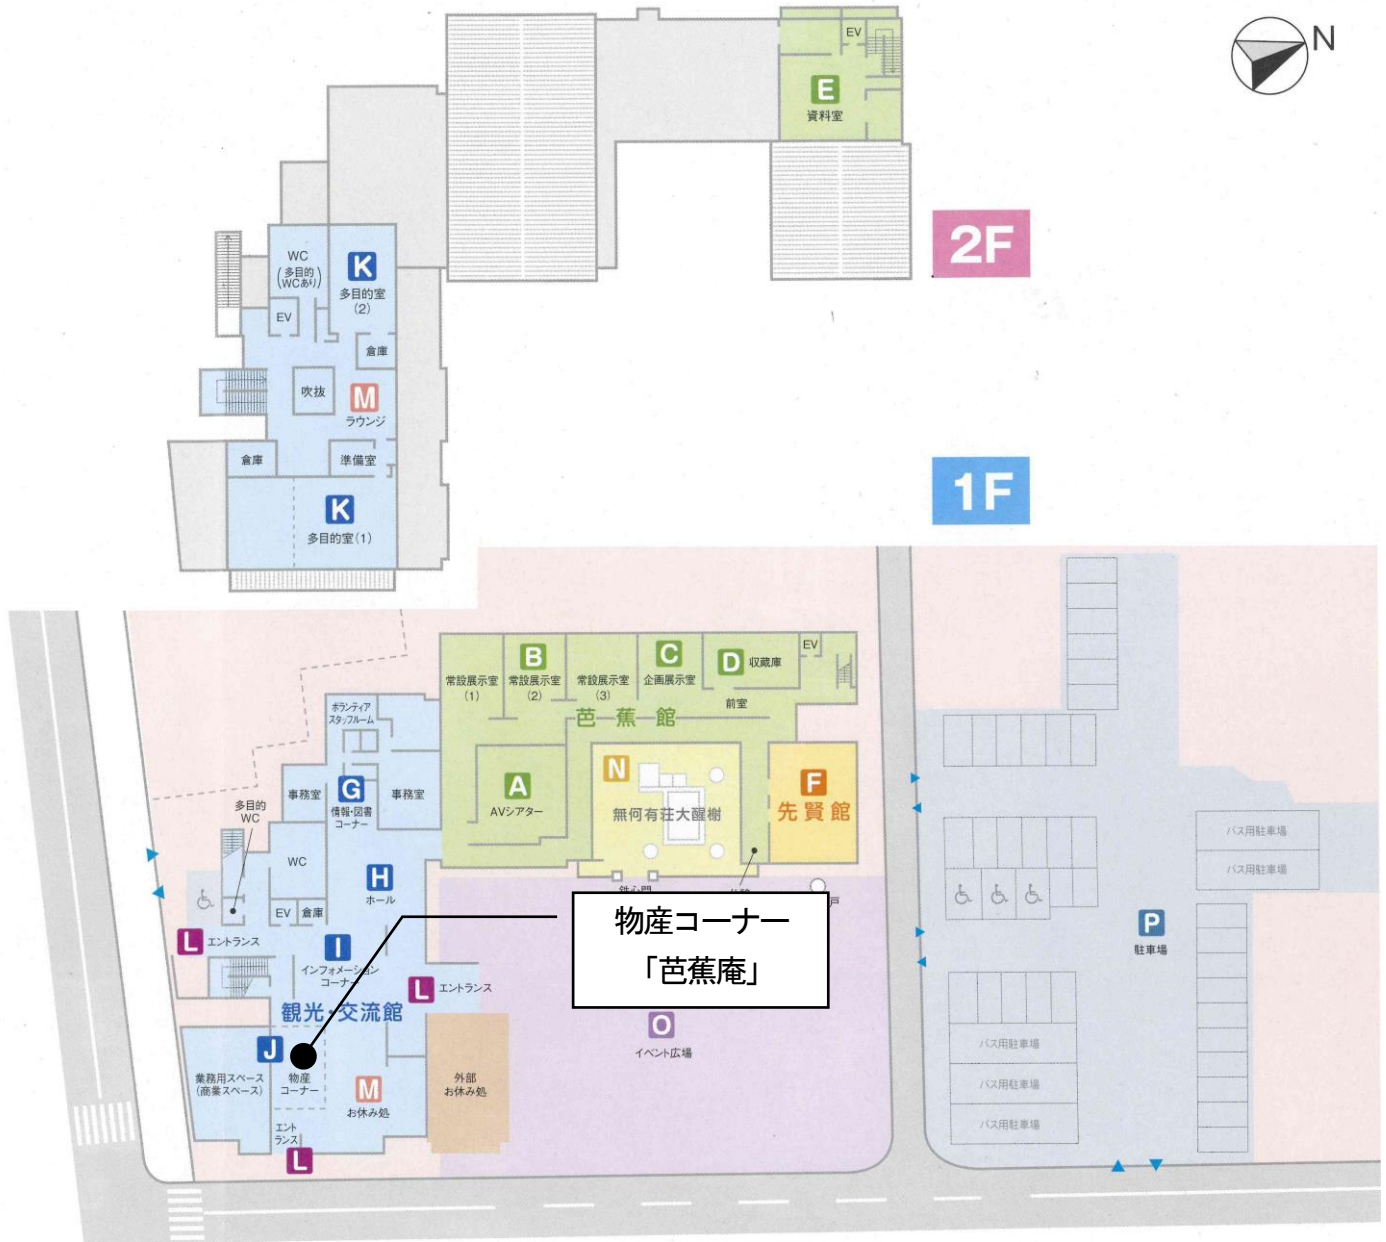 N
EV
E
資料室
2F
WC
(多目的
WCあり)
K
多目的室
(2)
EV
倉庫
吹抜
M
ラウンジ
倉庫
準備室
K
多目的室(1)
1F
B
C
D
収蔵庫
EV
常設展示室
(1)
常設展示室
(2)
常設展示室
(3)
企画展示室
前室
芭蕉館
ボランティア
スタッフルーム
A
AVシアター
N
無何有荘大醒樹
F
先賢館
事務室
G
情報・図書
コーナー
事務室
多目的
WC
WC
H
ホール
EV
倉庫
L
エントランス
I
インフォメーション
コーナー
L
エントランス
観光・交流館
物産コーナー
「芭蕉庵」
戸
O
イベント広場
J
業務用スペース
(商業スペース)
物産
コーナー
M
お休み処
外部
お休み処
エント
ランス
L
P
駐車場
バス用駐車場
バス用駐車場
バス用駐車場
バス用駐車場
バス用駐車場